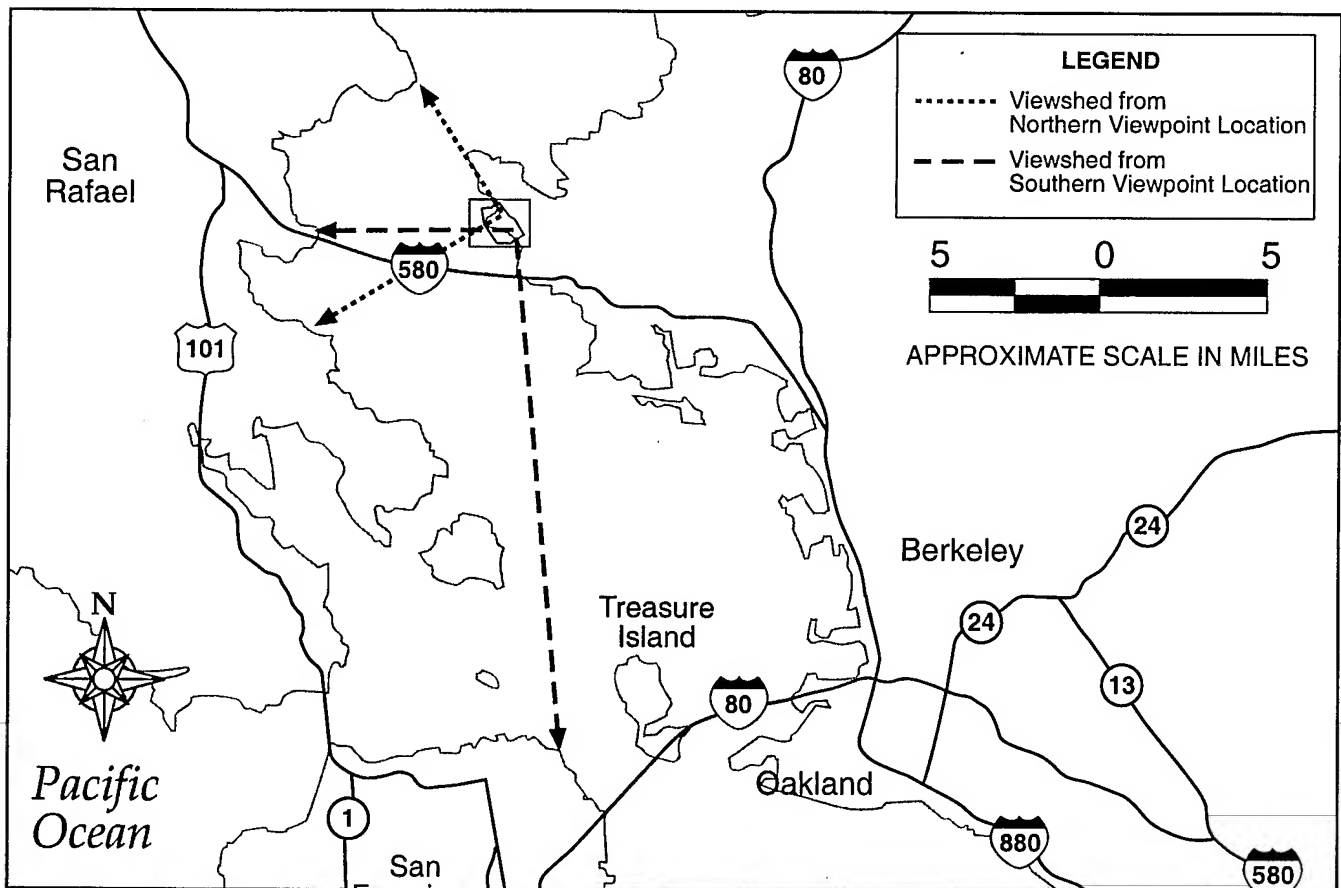 LEGEND
Viewshed from
Northern Viewpoint Location
Viewshed from
Southern Viewpoint Location
80
San
Rafael
580
5 0 5
APPROXIMATE SCALE IN MILES
101
24
Berkeley
24
Treasure
Island
N
13
80
Pacific
Ocean
Oakland
1
880
San
580